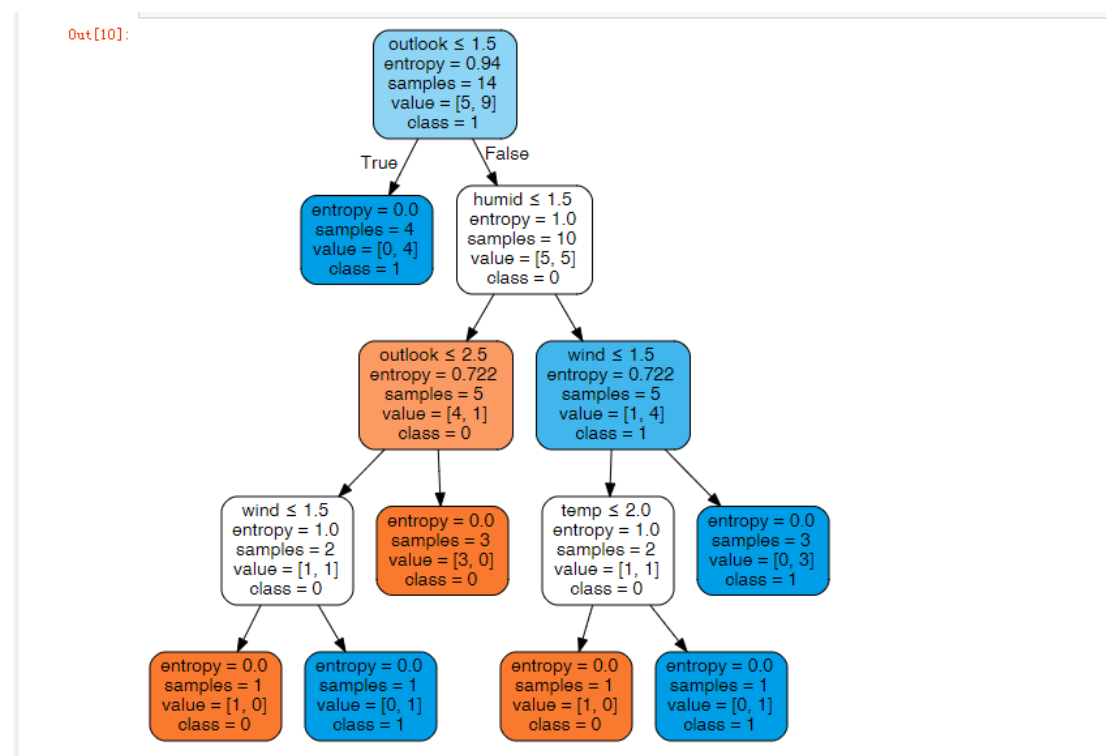 Out[10]:
outlook ≤ 1.5
entropy = 0.94
samples = 14
value = [5, 9]
class = 1
True
False
entropy = 0.0
samples = 4
value = [0, 4]
class = 1
humid ≤ 1.5
entropy = 1.0
samples = 10
value = [5, 5]
class = 0
outlook ≤ 2.5
entropy = 0.722
samples = 5
value = [4, 1]
class = 0
wind ≤ 1.5
entropy = 0.722
samples = 5
value = [1, 4]
class = 1
wind ≤ 1.5
entropy = 1.0
samples = 2
value = [1, 1]
class = 0
entropy = 0.0
samples = 3
value = [3, 0]
class = 0
temp ≤ 2.0
entropy = 1.0
samples = 2
value = [1, 1]
class = 0
entropy = 0.0
samples = 3
value = [0, 3]
class = 1
entropy = 0.0
samples = 1
value = [1, 0]
class = 0
entropy = 0.0
samples = 1
value = [0, 1]
class = 1
entropy = 0.0
samples = 1
value = [1, 0]
class = 0
entropy = 0.0
samples = 1
value = [0, 1]
class = 1